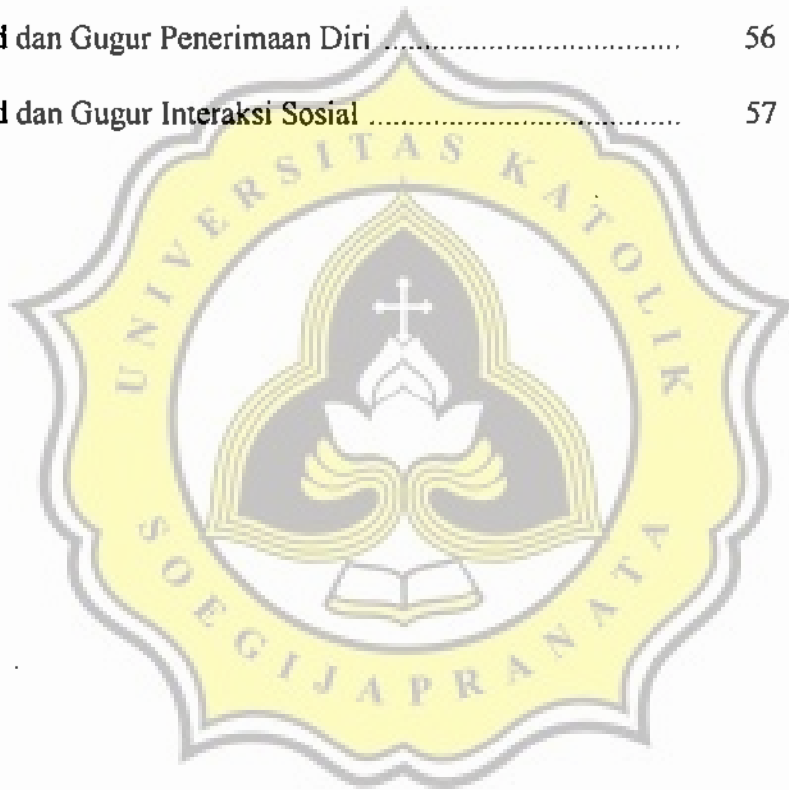 d dan Gugur Penerimaan Diri .................................... 56
d dan Gugur Interaksi Sosial ...................................... 57
UNIVERSITAS KATOLIK
SOEGIJAPRANATA